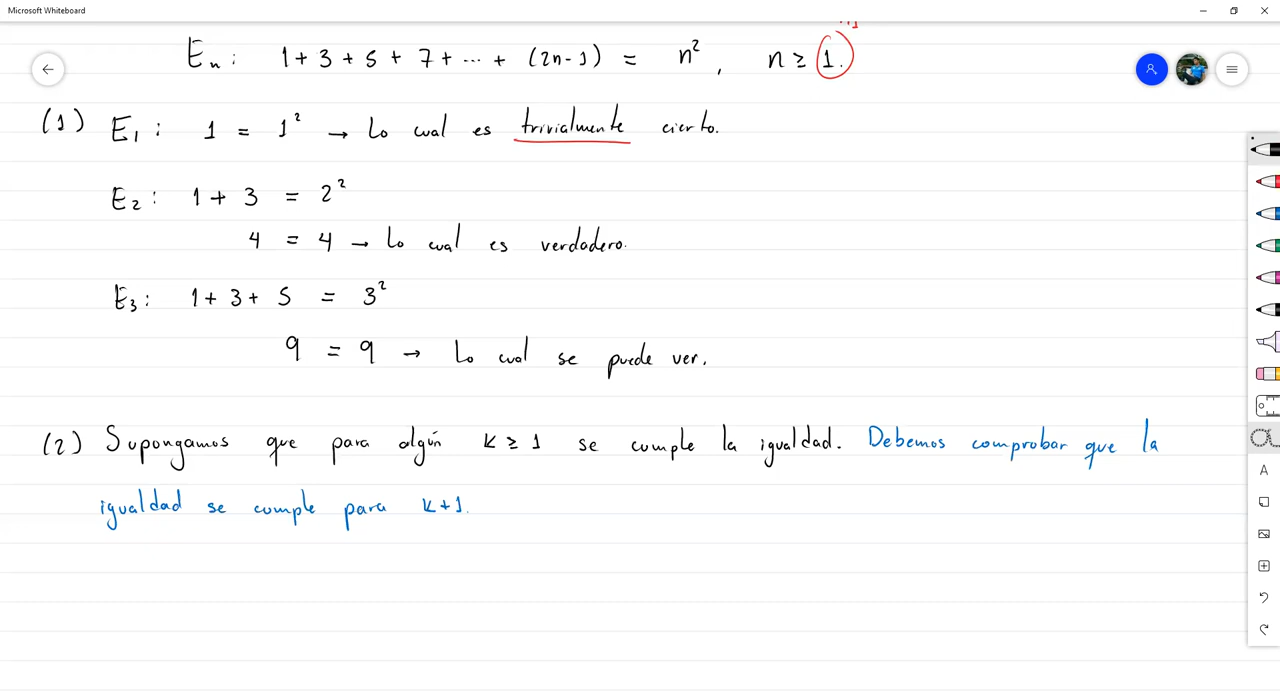 Microsoft Whiteboard
En: 1+3+5+7+...+(2n-1) = n², n ≥ 1.
(1) E₁: 1 = 1² → Lo cual es trivialmente cierto.
E₂: 1+3 = 2²
4 = 4 → Lo cual es verdadero.
E₃: 1+3+5 = 3²
9 = 9 → Lo cual se puede ver.
(2) Supongamos que para algún k ≥ 1 se cumple la igualdad. Debemos comprobar que la
igualdad se cumple para k+1.
A